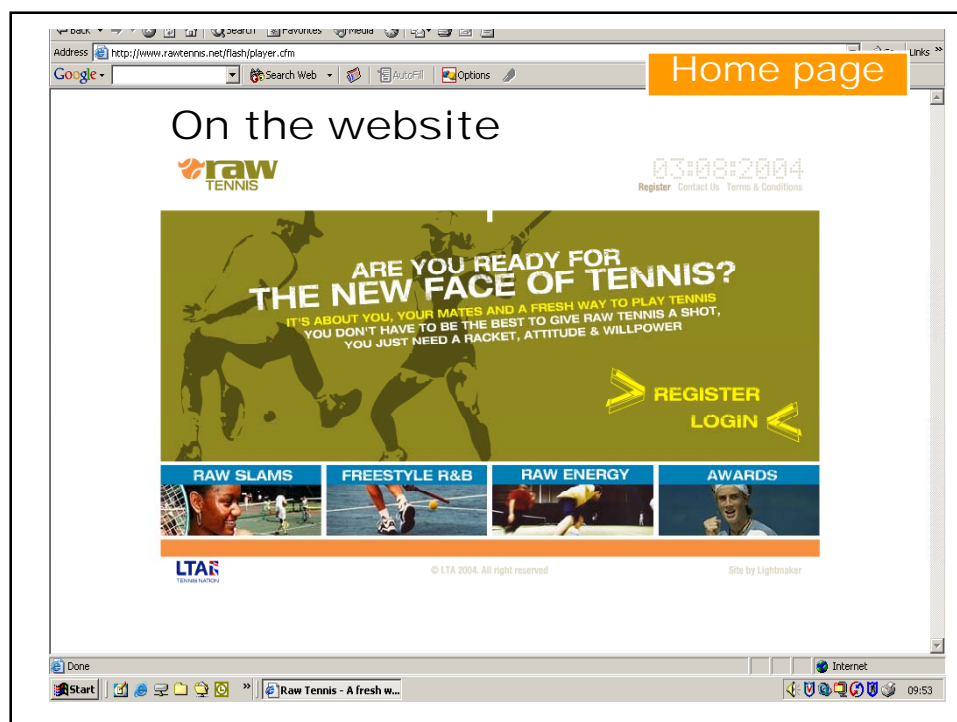 Back Search Favorites Media
Address http://www.rawtennis.net/flash/player.cfm Links »
Google Search Web AutoFill Options
Home page
On the website
raw
TENNIS
03:08:2004
Register Contact Us Terms & Conditions
ARE YOU READY FOR
THE NEW FACE OF TENNIS?
IT'S ABOUT YOU, YOUR MATES AND A FRESH WAY TO PLAY TENNIS
YOU DON'T HAVE TO BE THE BEST TO GIVE RAW TENNIS A SHOT,
YOU JUST NEED A RACKET, ATTITUDE & WILLPOWER
REGISTER
LOGIN
RAW SLAMS FREESTYLE R&B RAW ENERGY AWARDS
LTA
TENNIS NATION
© LTA 2004. All right reserved Site by Lightmaker
Done Internet
Start » Raw Tennis - A fresh w... 09:53